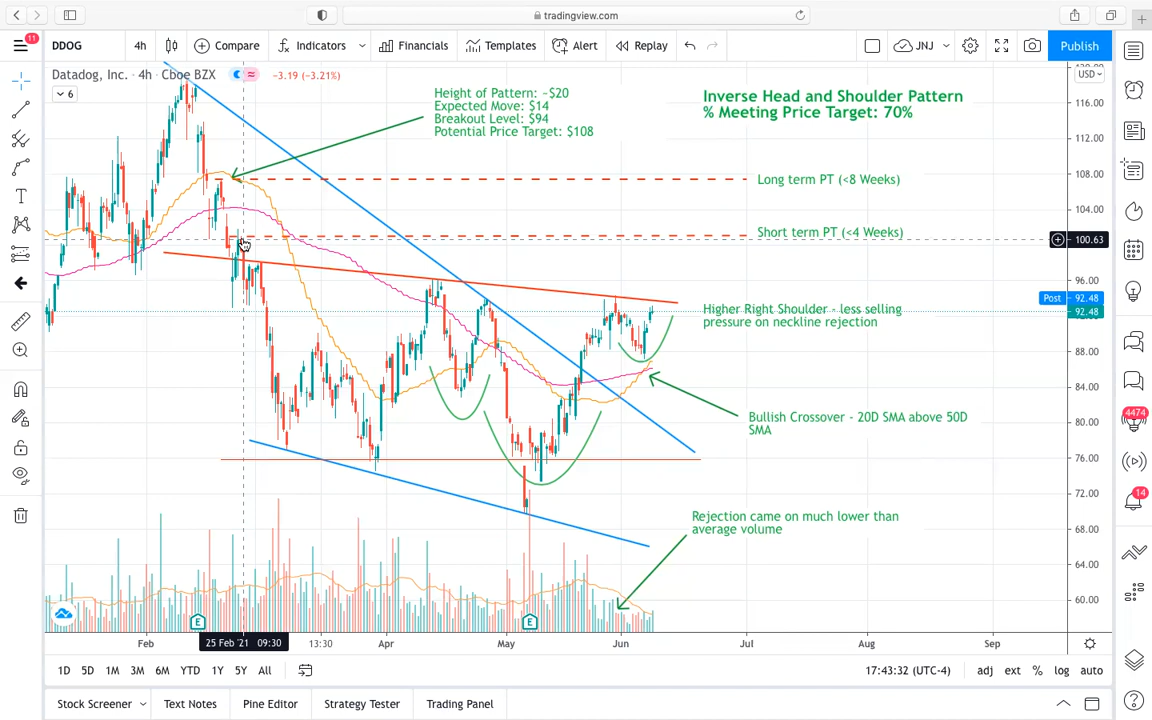 tradingview.com
11
DDOG
4h
Compare
Indicators
Financials
Templates
Alert
Replay
JNJ
Publish
Datadog, Inc. · 4h · Cboe BZX
≈
−3.19 (−3.21%)
6
USD
Height of Pattern: ~$20
Expected Move: $14
Breakout Level: $94
Potential Price Target: $108
Inverse Head and Shoulder Pattern
% Meeting Price Target: 70%
Long term PT (<8 Weeks)
Short term PT (<4 Weeks)
Higher Right Shoulder - less selling
pressure on neckline rejection
Bullish Crossover - 20D SMA above 50D
SMA
Rejection came on much lower than
average volume
116.00
112.00
108.00
104.00
100.63
96.00
Post 92.48
92.48
88.00
84.00
80.00
76.00
72.00
68.00
64.00
60.00
T
4474
14
E
E
Feb
25 Feb '21 09:30
13:30
Apr
May
Jun
Jul
Aug
Sep
1D
5D
1M
3M
6M
YTD
1Y
5Y
All
17:43:32 (UTC-4)
adj
ext
%
log
auto
Stock Screener
Text Notes
Pine Editor
Strategy Tester
Trading Panel